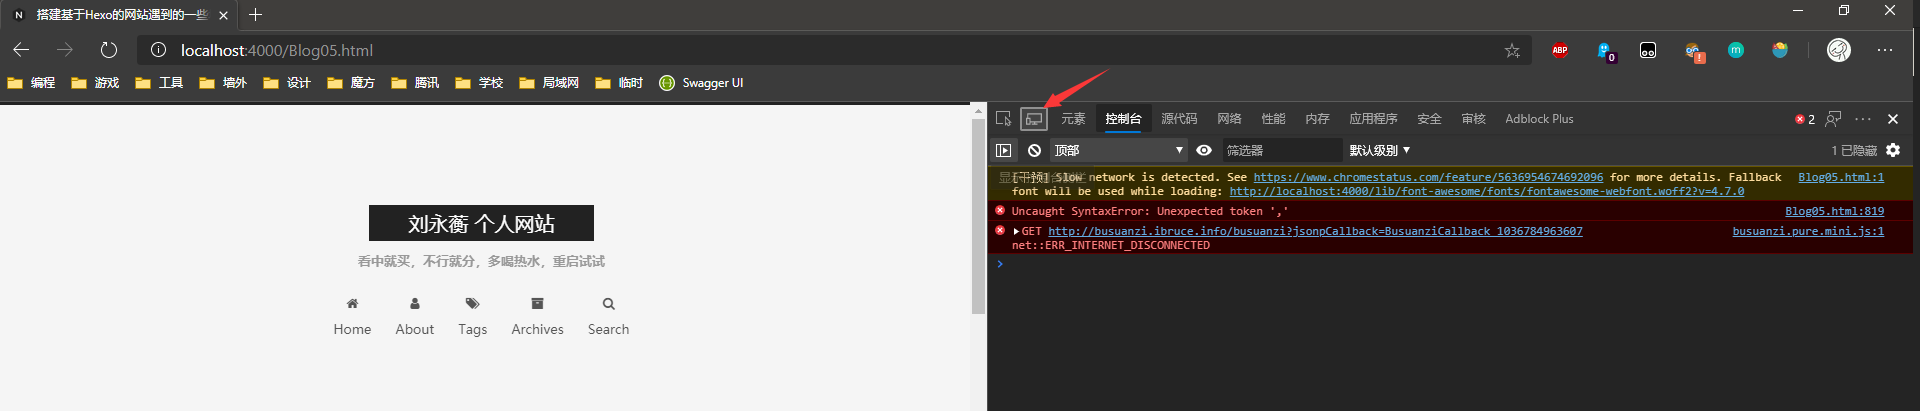 搭建基于Hexo的网站遇到的一些
localhost:4000/Blog05.html
ABP
0
!
m
编程 游戏 工具 墙外 设计 魔方 腾讯 学校 局域网 临时 Swagger UI
元素 控制台 源代码 网络 性能 内存 应用程序 安全 审核 Adblock Plus 2
顶部 筛选器 默认级别 1 已隐藏
Slow network is detected. See https://www.chromestatus.com/feature/5636954674692096 for more details. Fallback Blog05.html:1
font will be used while loading: http://localhost:4000/lib/font-awesome/fonts/fontawesome-webfont.woff2?v=4.7.0
Uncaught SyntaxError: Unexpected token ',' Blog05.html:819
GET http://busuanzi.ibruce.info/busuanzi?jsonpCallback=BusuanziCallback_1036784963607 busuanzi.pure.mini.js:1
net::ERR_INTERNET_DISCONNECTED
刘永蘅 个人网站
看中就买，不行就分，多喝热水，重启试试
Home About Tags Archives Search